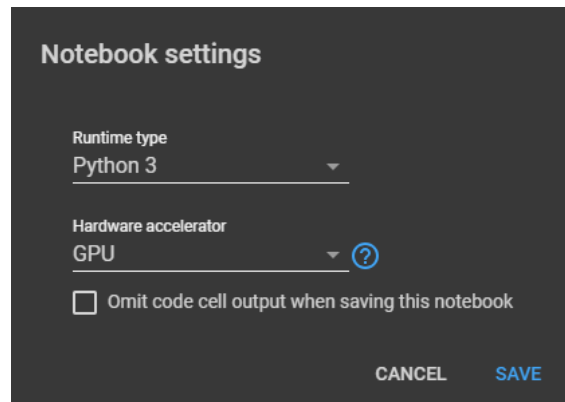 Notebook settings
Runtime type
Python 3
Hardware accelerator
GPU
?
Omit code cell output when saving this notebook
CANCEL SAVE